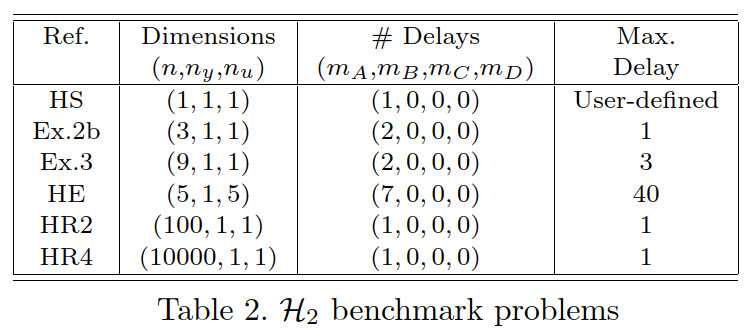 Ref. Dimensions # Delays Max.
(n,n_y,n_u) (m_A,m_B,m_C,m_D) Delay
HS (1, 1, 1) (1, 0, 0, 0) User-defined
Ex.2b (3, 1, 1) (2, 0, 0, 0) 1
Ex.3 (9, 1, 1) (2, 0, 0, 0) 3
HE (5, 1, 5) (7, 0, 0, 0) 40
HR2 (100, 1, 1) (1, 0, 0, 0) 1
HR4 (10000, 1, 1) (1, 0, 0, 0) 1
Table 2. ℋ₂ benchmark problems